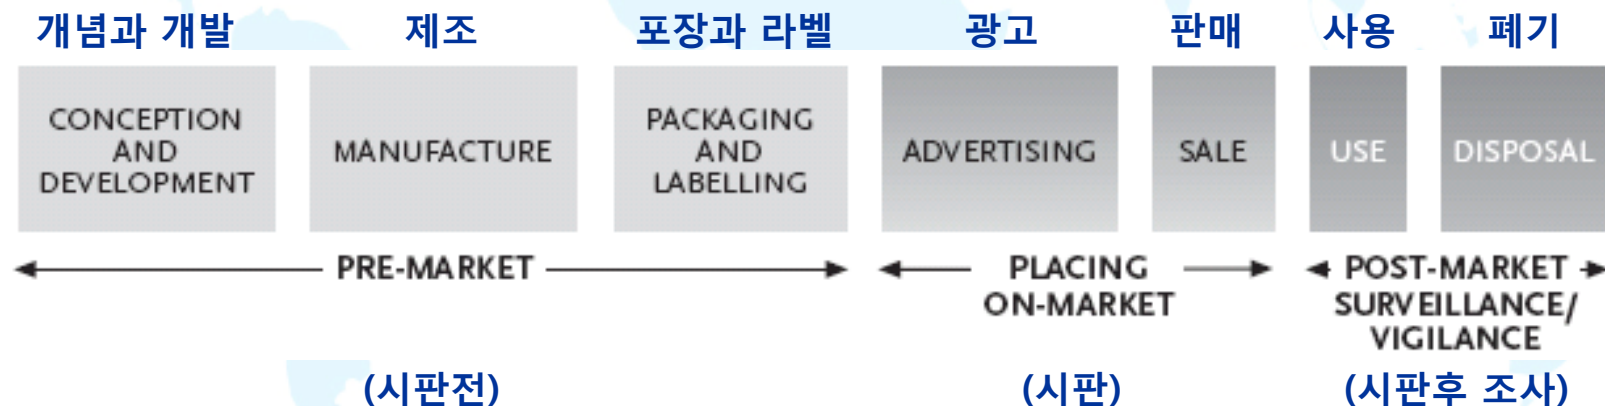 개념과 개발 제조 포장과 라벨 광고 판매 사용 폐기
CONCEPTION
AND
DEVELOPMENT
MANUFACTURE
PACKAGING
AND
LABELLING
ADVERTISING
SALE
USE
DISPOSAL
PRE-MARKET
PLACING
ON-MARKET
POST-MARKET
SURVEILLANCE/
VIGILANCE
(시판전) (시판) (시판후 조사)